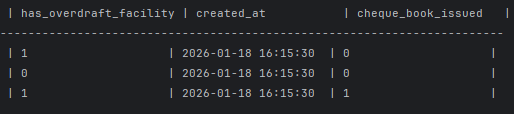 | has_overdraft_facility | created_at | cheque_book_issued |
--------------------------------------------------------------------------
| 1 | 2026-01-18 16:15:30 | 0 |
| 0 | 2026-01-18 16:15:30 | 0 |
| 1 | 2026-01-18 16:15:30 | 1 |